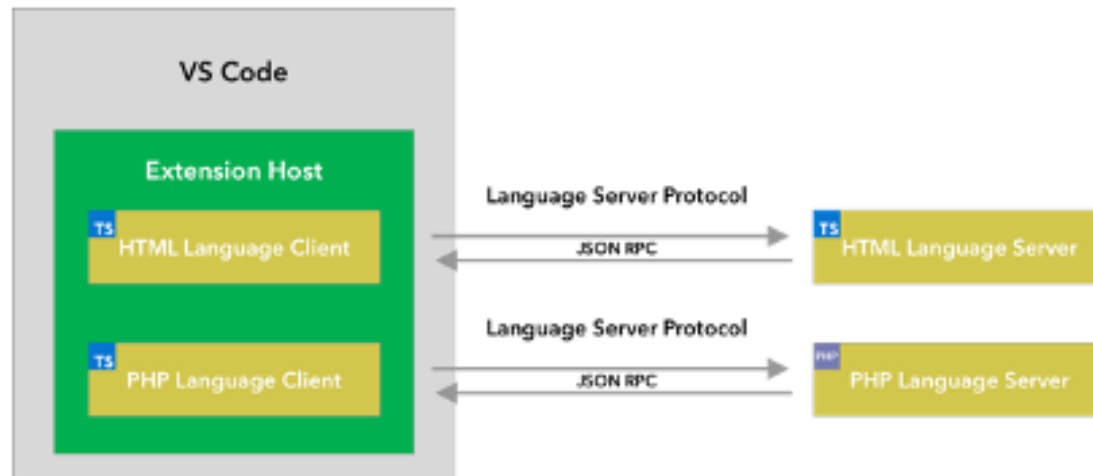 VS Code
Extension Host
Language Server Protocol
TS
HTML Language Client
JSON RPC
TS
HTML Language Server
Language Server Protocol
TS
PHP Language Client
JSON RPC
PHP
PHP Language Server